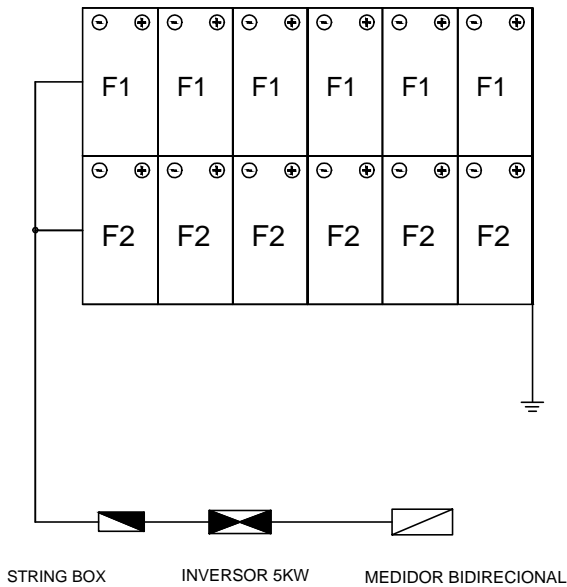 - + - + - + - + - + - +
F1 F1 F1 F1 F1 F1
- + - + - + - + - + - +
F2 F2 F2 F2 F2 F2
STRING BOX INVERSOR 5KW MEDIDOR BIDIRECIONAL